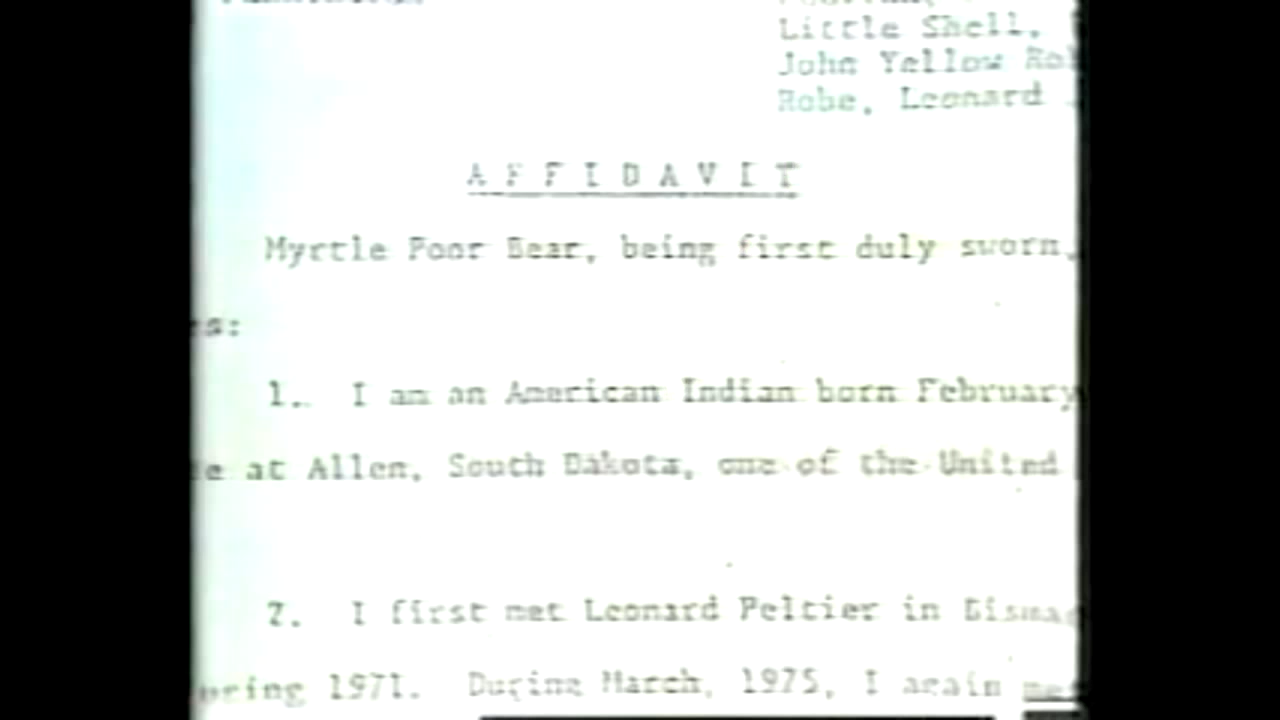 Little Shell,
John Yellow
Robe, Leonard
AFFIDAVIT
Myrtle Poor Bear, being first duly sworn,
1. I am an American Indian born February
at Allen, South Dakota, one of the United
2. I first met Leonard Peltier in
1971. During March, 1975, I again